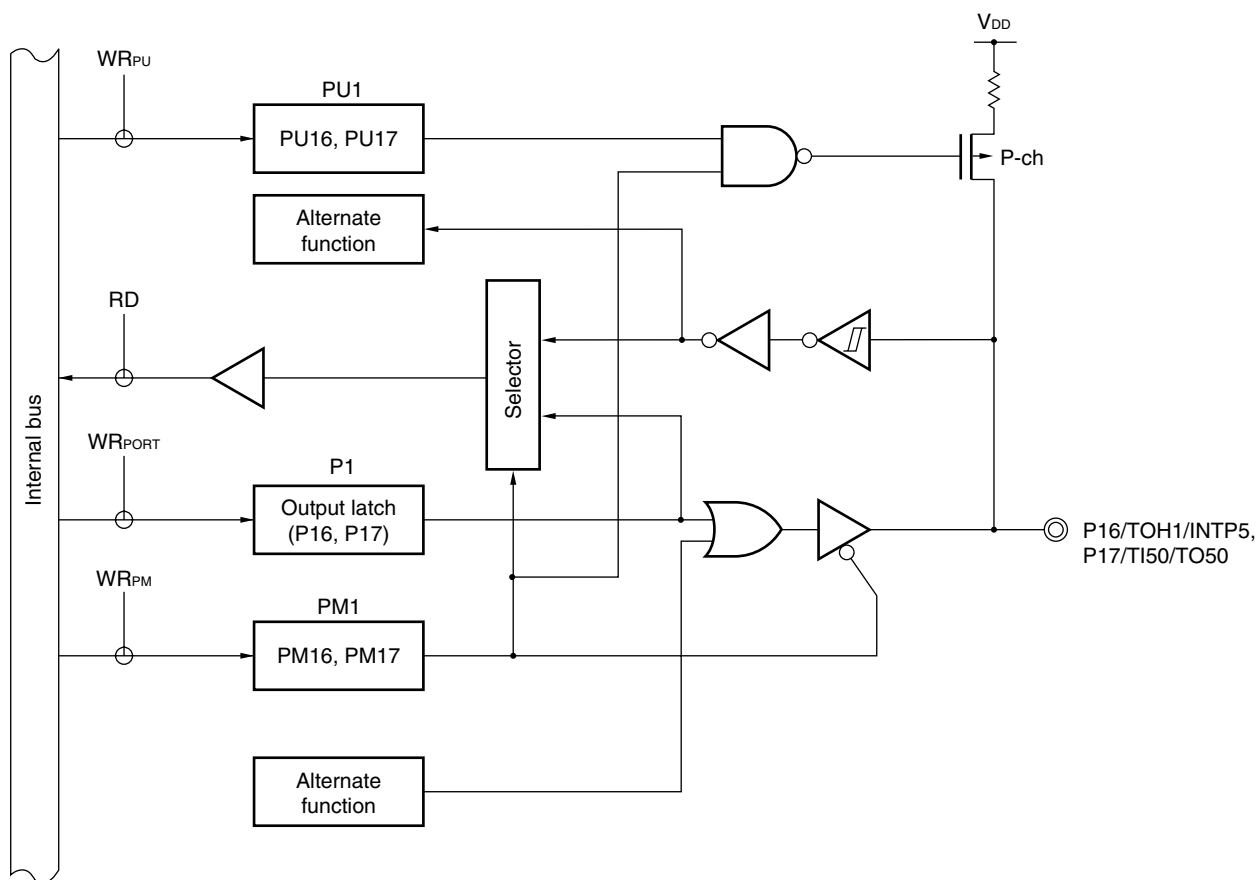 VDD
WRPU
PU1
PU16, PU17
P-ch
Alternate
function
RD
Selector
Internal bus
WRPORT
P1
Output latch
(P16, P17)
P16/TOH1/INTP5,
P17/TI50/TO50
WRPM
PM1
PM16, PM17
Alternate
function